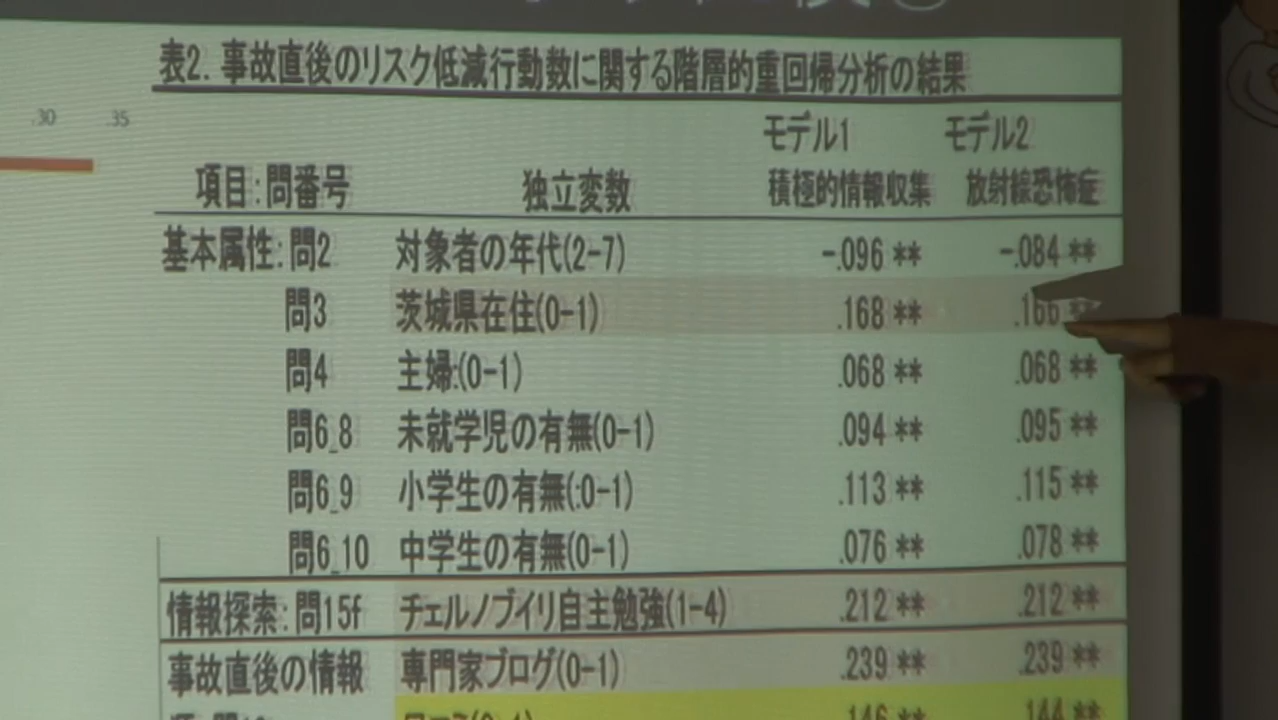 .30 .35
表2. 事故直後のリスク低減行動数に関する階層的重回帰分析の結果
モデル1 モデル2
項目:問番号 独立変数 積極的情報収集 放射線恐怖症
基本属性:問2 対象者の年代(2-7) -.096 ** -.084 **
問3 茨城県在住(0-1) .168 ** .166 **
問4 主婦:(0-1) .068 ** .068 **
問6_8 未就学児の有無(0-1) .094 ** .095 **
問6_9 小学生の有無(:0-1) .113 ** .115 **
問6_10 中学生の有無(0-1) .076 ** .078 **
情報探索:問15f チェルノブイリ自主勉強(1-4) .212 ** .212 **
事故直後の情報 専門家ブログ(0-1) .239 ** .239 **
.146 ** .144 **